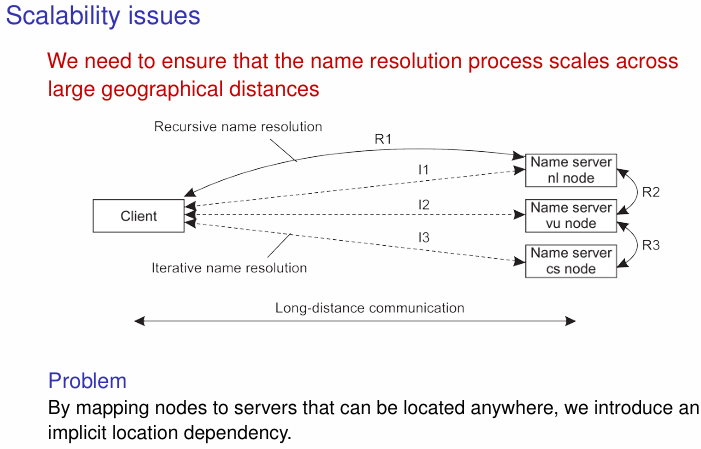 Scalability issues
We need to ensure that the name resolution process scales across
large geographical distances
Recursive name resolution
R1
Name server
nl node
I1
R2
Client
I2
Name server
vu node
I3
R3
Name server
cs node
Iterative name resolution
Long-distance communication
Problem
By mapping nodes to servers that can be located anywhere, we introduce an
implicit location dependency.